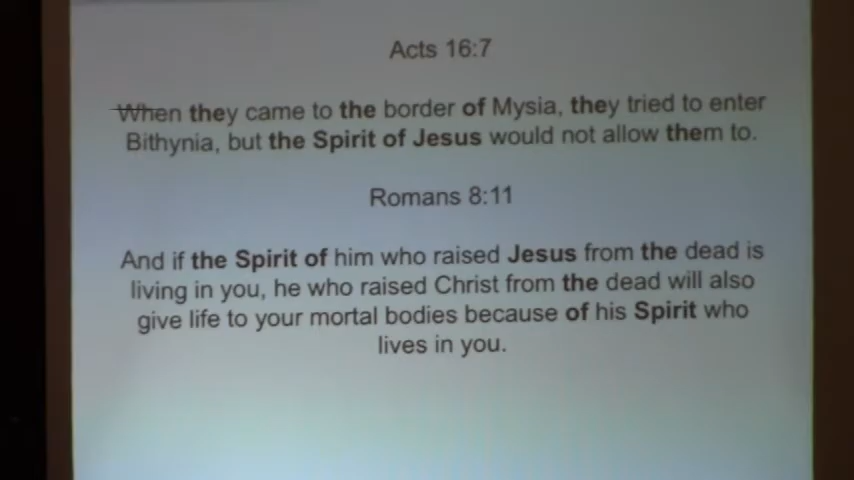 Acts 16:7
When they came to the border of Mysia, they tried to enter
Bithynia, but the Spirit of Jesus would not allow them to.
Romans 8:11
And if the Spirit of him who raised Jesus from the dead is
living in you, he who raised Christ from the dead will also
give life to your mortal bodies because of his Spirit who
lives in you.